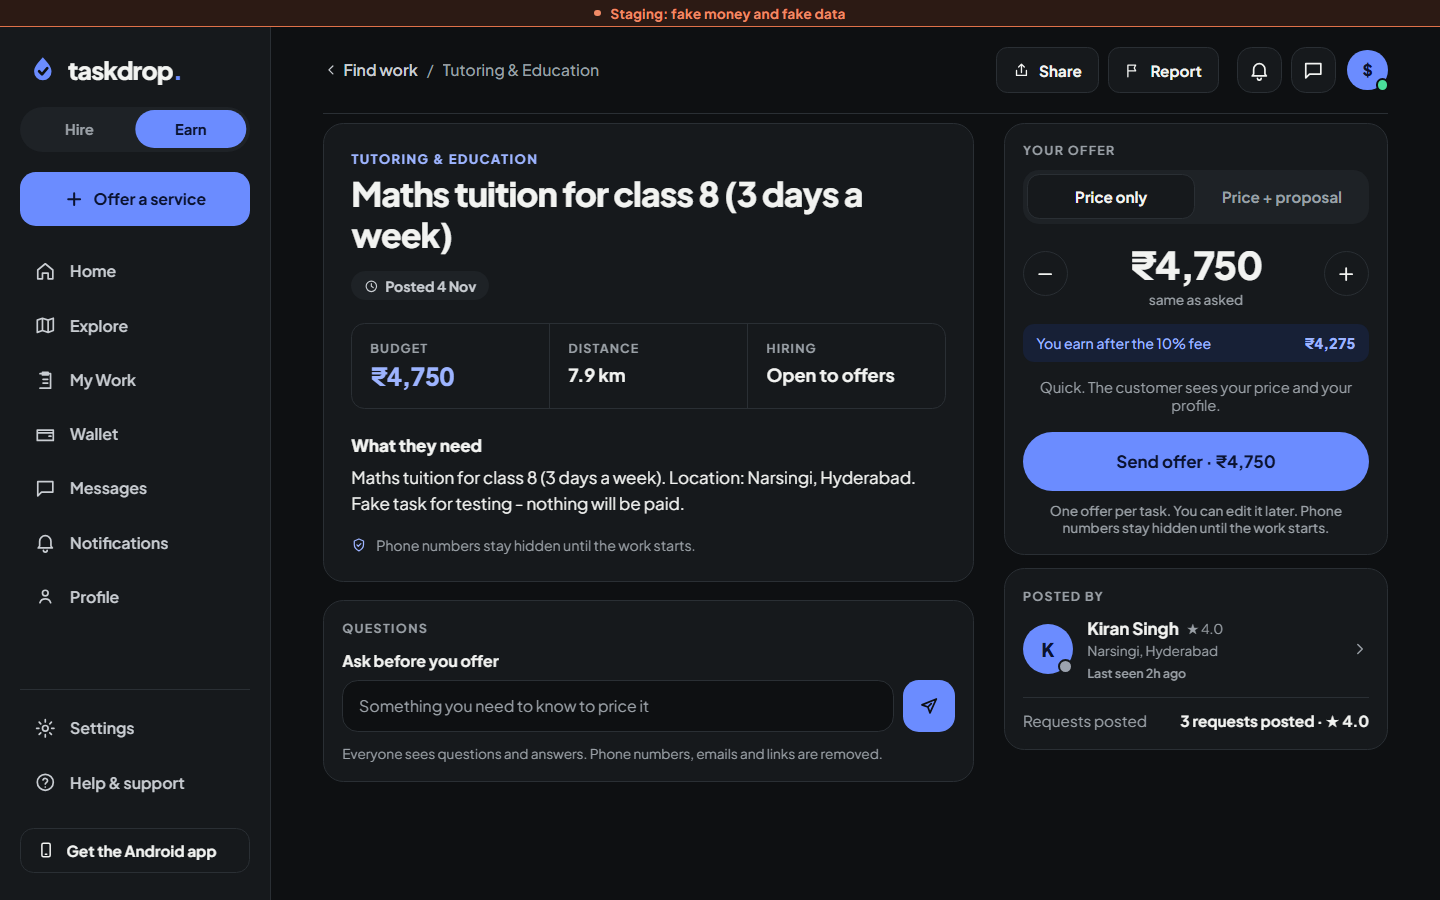 Staging: fake money and fake data
taskdrop.
Hire
Earn
+ Offer a service
Home
Explore
My Work
Wallet
Messages
Notifications
Profile
Settings
Help & support
Get the Android app
Find work / Tutoring & Education
Share
Report
$
TUTORING & EDUCATION
Maths tuition for class 8 (3 days a
week)
Posted 4 Nov
BUDGET
₹4,750
DISTANCE
7.9 km
HIRING
Open to offers
What they need
Maths tuition for class 8 (3 days a week). Location: Narsingi, Hyderabad.
Fake task for testing - nothing will be paid.
Phone numbers stay hidden until the work starts.
QUESTIONS
Ask before you offer
Something you need to know to price it
Everyone sees questions and answers. Phone numbers, emails and links are removed.
YOUR OFFER
Price only
Price + proposal
− ₹4,750 +
same as asked
You earn after the 10% fee ₹4,275
Quick. The customer sees your price and your
profile.
Send offer · ₹4,750
One offer per task. You can edit it later. Phone
numbers stay hidden until the work starts.
POSTED BY
K
Kiran Singh ★ 4.0
Narsingi, Hyderabad
Last seen 2h ago
Requests posted 3 requests posted · ★ 4.0